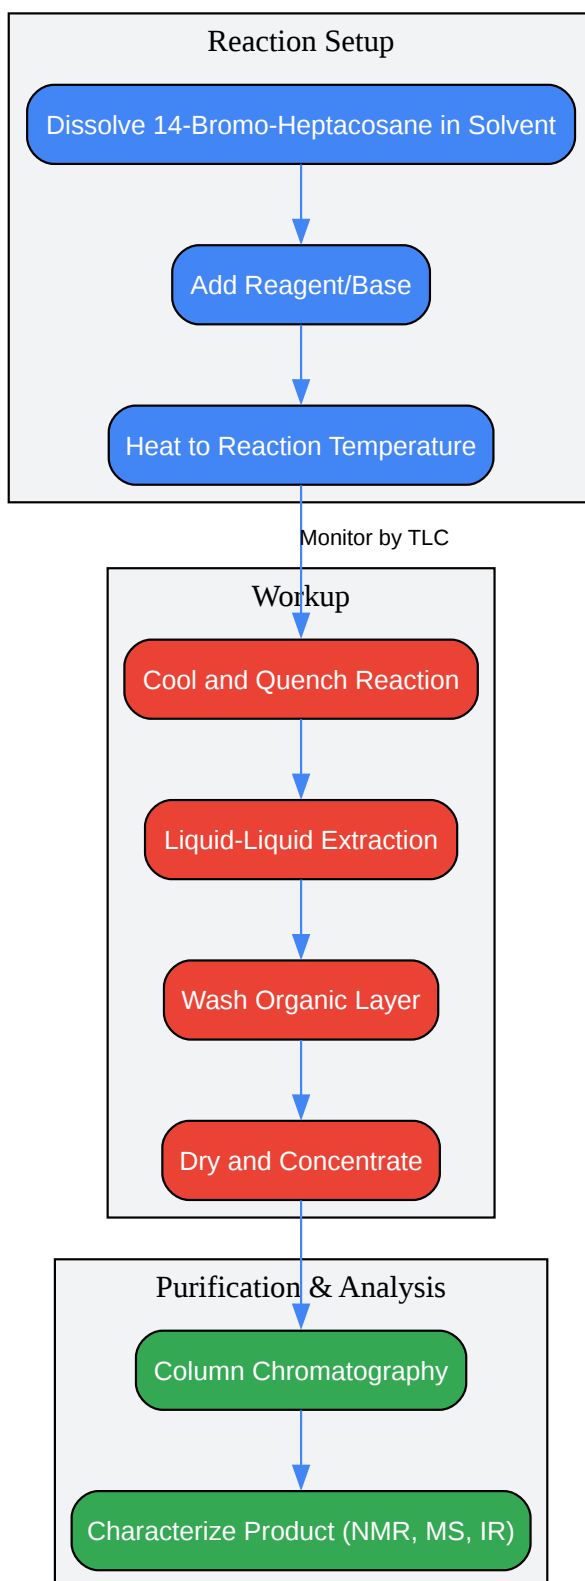 Reaction Setup
Dissolve 14-Bromo-Heptacosane in Solvent
Add Reagent/Base
Heat to Reaction Temperature
Monitor by TLC
Workup
Cool and Quench Reaction
Liquid-Liquid Extraction
Wash Organic Layer
Dry and Concentrate
Purification & Analysis
Column Chromatography
Characterize Product (NMR, MS, IR)